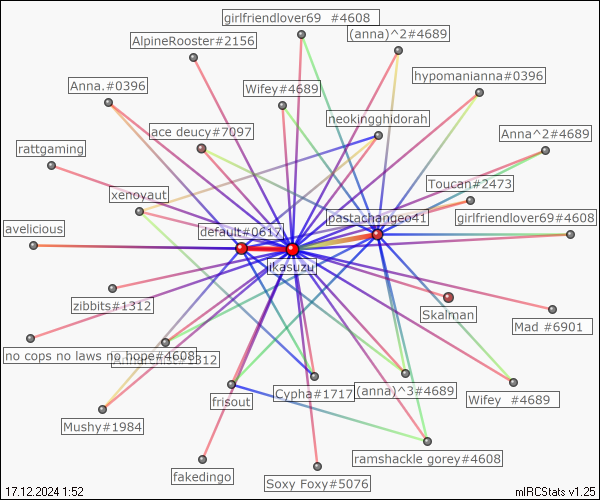 girlfriendlover69 #4608
(anna)^2#4689
AlpineRooster#2156
hypomanianna#0396
Anna.#0396
Wifey#4689
neokingghidorah
ace deucy#7097
Anna^2#4689
rattgaming
Toucan#2473
xenoyaut
pastachangeo41
girlfriendlover69#4608
avelicious
default#0617
ikasuzu
zibbits#1312
Skalman
Mad #6901
no cops no laws no hope#4608
#1312
Cypha#1717
(anna)^3#4689
Wifey #4689
frisout
Mushy#1984
ramshackle gorey#4608
fakedingo
Soxy Foxy#5076
17.12.2024 1:52
mIRCStats v1.25